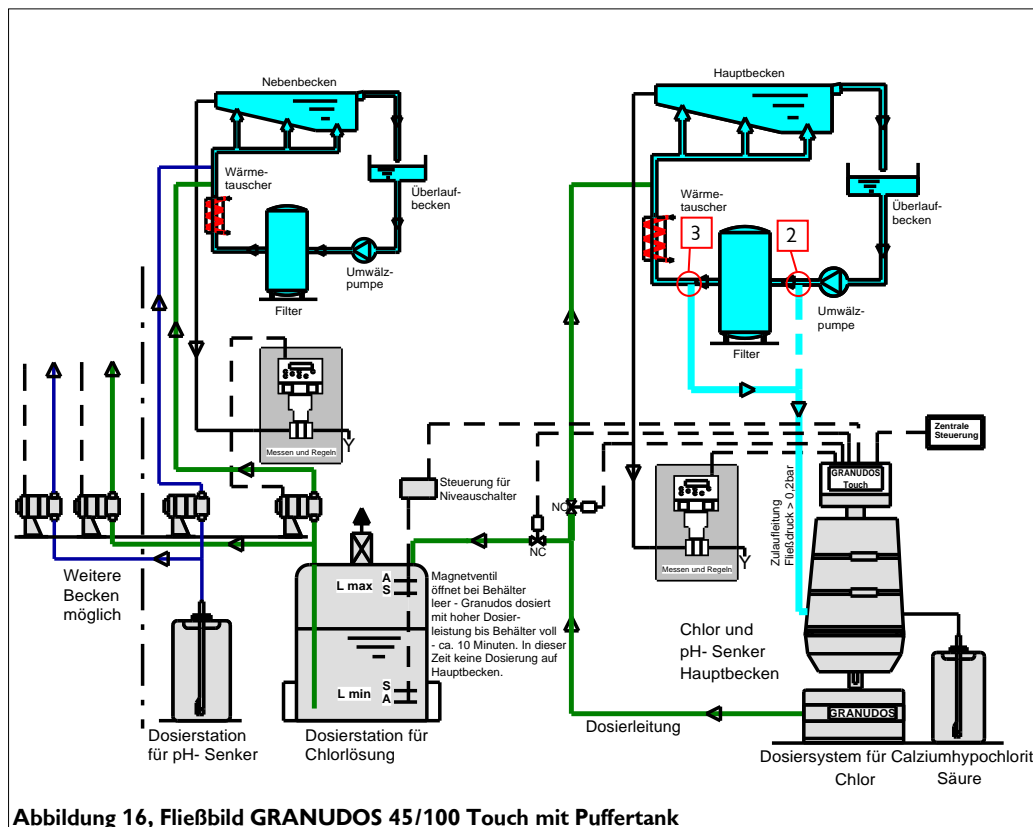 Nebenbecken
Hauptbecken
Wärme-
tauscher
Überlauf-
becken
Umwälz-
pumpe
Filter
Wärme-
tauscher
3
2
Überlauf-
becken
Umwälz-
pumpe
Filter
Messen und Regeln
Steuerung für
Niveauschalter
NC
NC
Zulaufleitung
Fließdruck > 0,2bar
Zentrale
Steuerung
GRANUDOS
Touch
Messen und Regeln
Weitere
Becken
möglich
L max
A
S
L min
S
A
Magnetventil
öffnet bei Behälter
leer - Granudos dosiert
mit hoher Dosier-
leistung bis Behälter voll
- ca. 10 Minuten. In dieser
Zeit keine Dosierung auf
Hauptbecken.
Chlor und
pH- Senker
Hauptbecken
Dosierleitung
GRANUDOS
Dosierstation
für pH- Senker
Dosierstation für
Chlorlösung
Dosiersystem für Calziumhypochlorit
Chlor
Säure
Abbildung 16, Fließbild GRANUDOS 45/100 Touch mit Puffertank